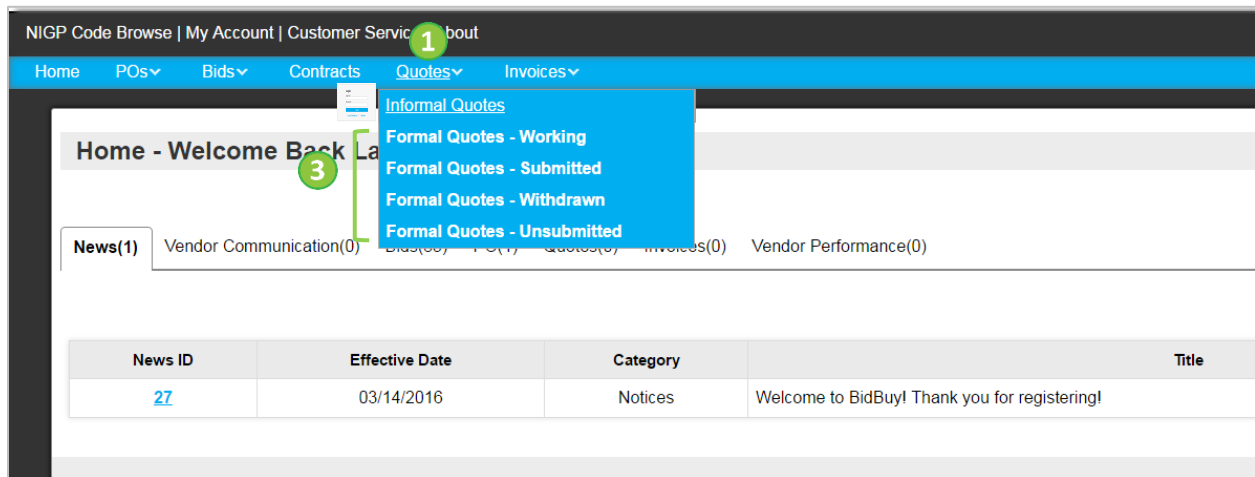 NIGP Code Browse | My Account | Customer Servic bout
1
Home POs Bids Contracts Quotes Invoices
Informal Quotes
Formal Quotes - Working
Home - Welcome Back La
3
Formal Quotes - Submitted
Formal Quotes - Withdrawn
Formal Quotes - Unsubmitted
News(1) Vendor Communication(0) Vendor Performance(0)
News ID Effective Date Category Title
27 03/14/2016 Notices Welcome to BidBuy! Thank you for registering!